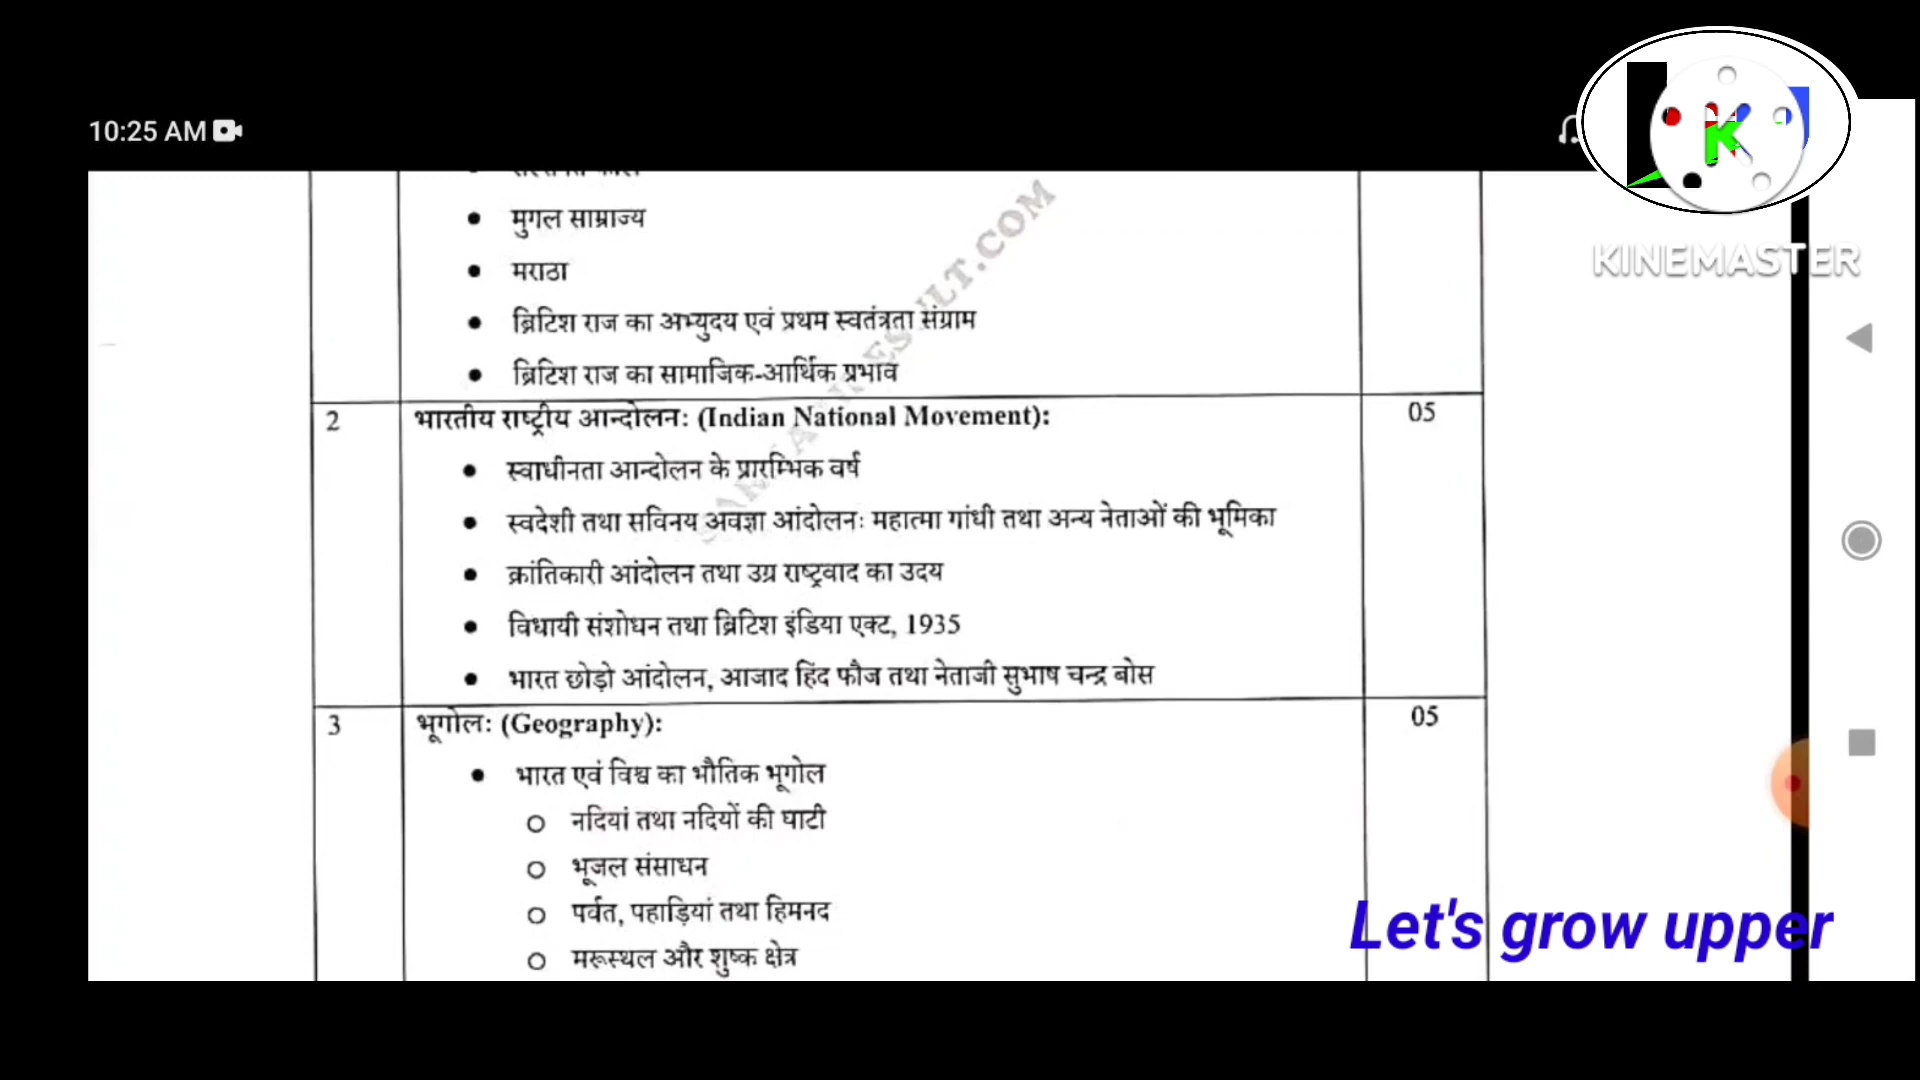 10:25 AM
KINEMASTER
मुगल साम्राज्य
मराठा
ब्रिटिश राज का अभ्युदय एवं प्रथम स्वतंत्रता संग्राम
ब्रिटिश राज का सामाजिक-आर्थिक प्रभाव
2 भारतीय राष्ट्रीय आन्दोलन: (Indian National Movement): 05
स्वाधीनता आन्दोलन के प्रारम्भिक वर्ष
स्वदेशी तथा सविनय अवज्ञा आंदोलन: महात्मा गांधी तथा अन्य नेताओं की भूमिका
क्रांतिकारी आंदोलन तथा उग्र राष्ट्रवाद का उदय
विधायी संशोधन तथा ब्रिटिश इंडिया एक्ट, 1935
भारत छोड़ो आंदोलन, आजाद हिंद फौज तथा नेताजी सुभाष चन्द्र बोस
3 भूगोल: (Geography): 05
भारत एवं विश्व का भौतिक भूगोल
नदियां तथा नदियों की घाटी
भूजल संसाधन
पर्वत, पहाड़ियां तथा हिमनद
मरूस्थल और शुष्क क्षेत्र
Let's grow upper